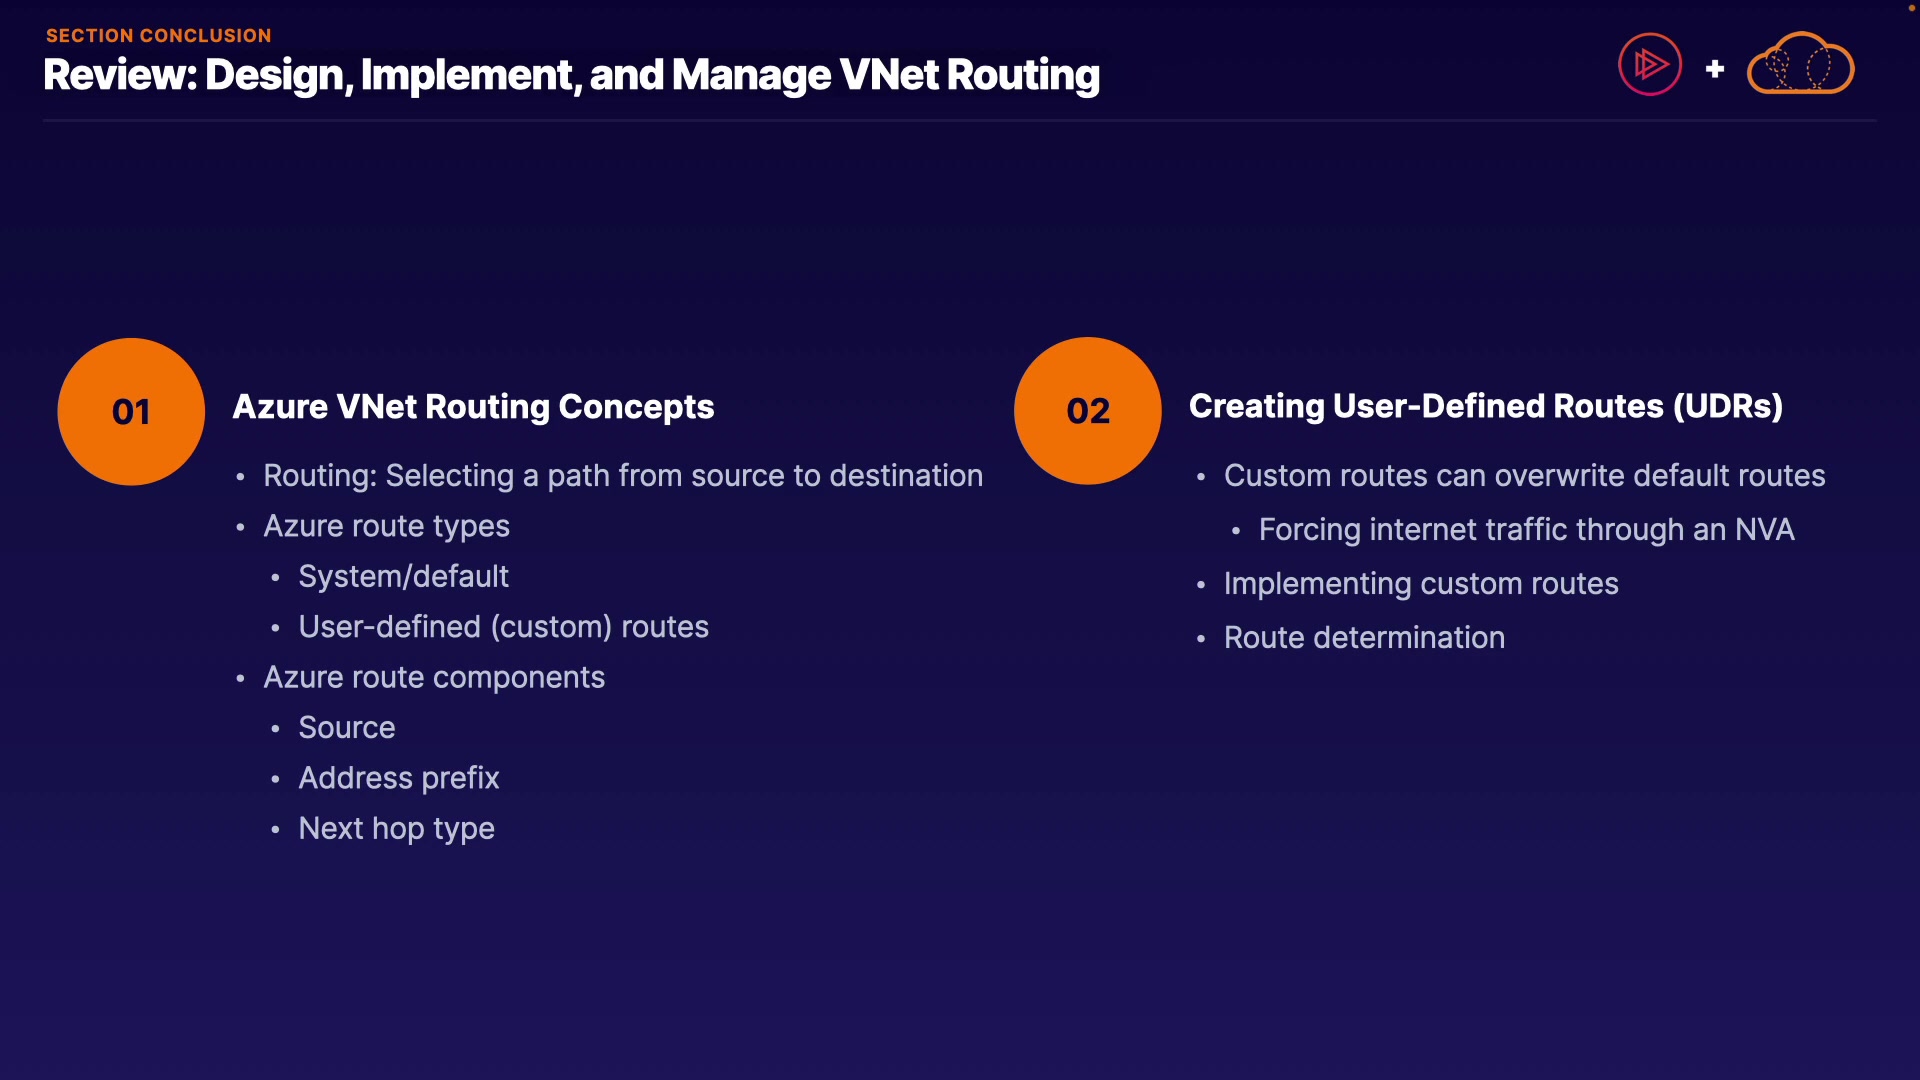 SECTION CONCLUSION
Review: Design, Implement, and Manage VNet Routing
+
01
Azure VNet Routing Concepts
• Routing: Selecting a path from source to destination
• Azure route types
• System/default
• User-defined (custom) routes
• Azure route components
• Source
• Address prefix
• Next hop type
02
Creating User-Defined Routes (UDRs)
• Custom routes can overwrite default routes
• Forcing internet traffic through an NVA
• Implementing custom routes
• Route determination